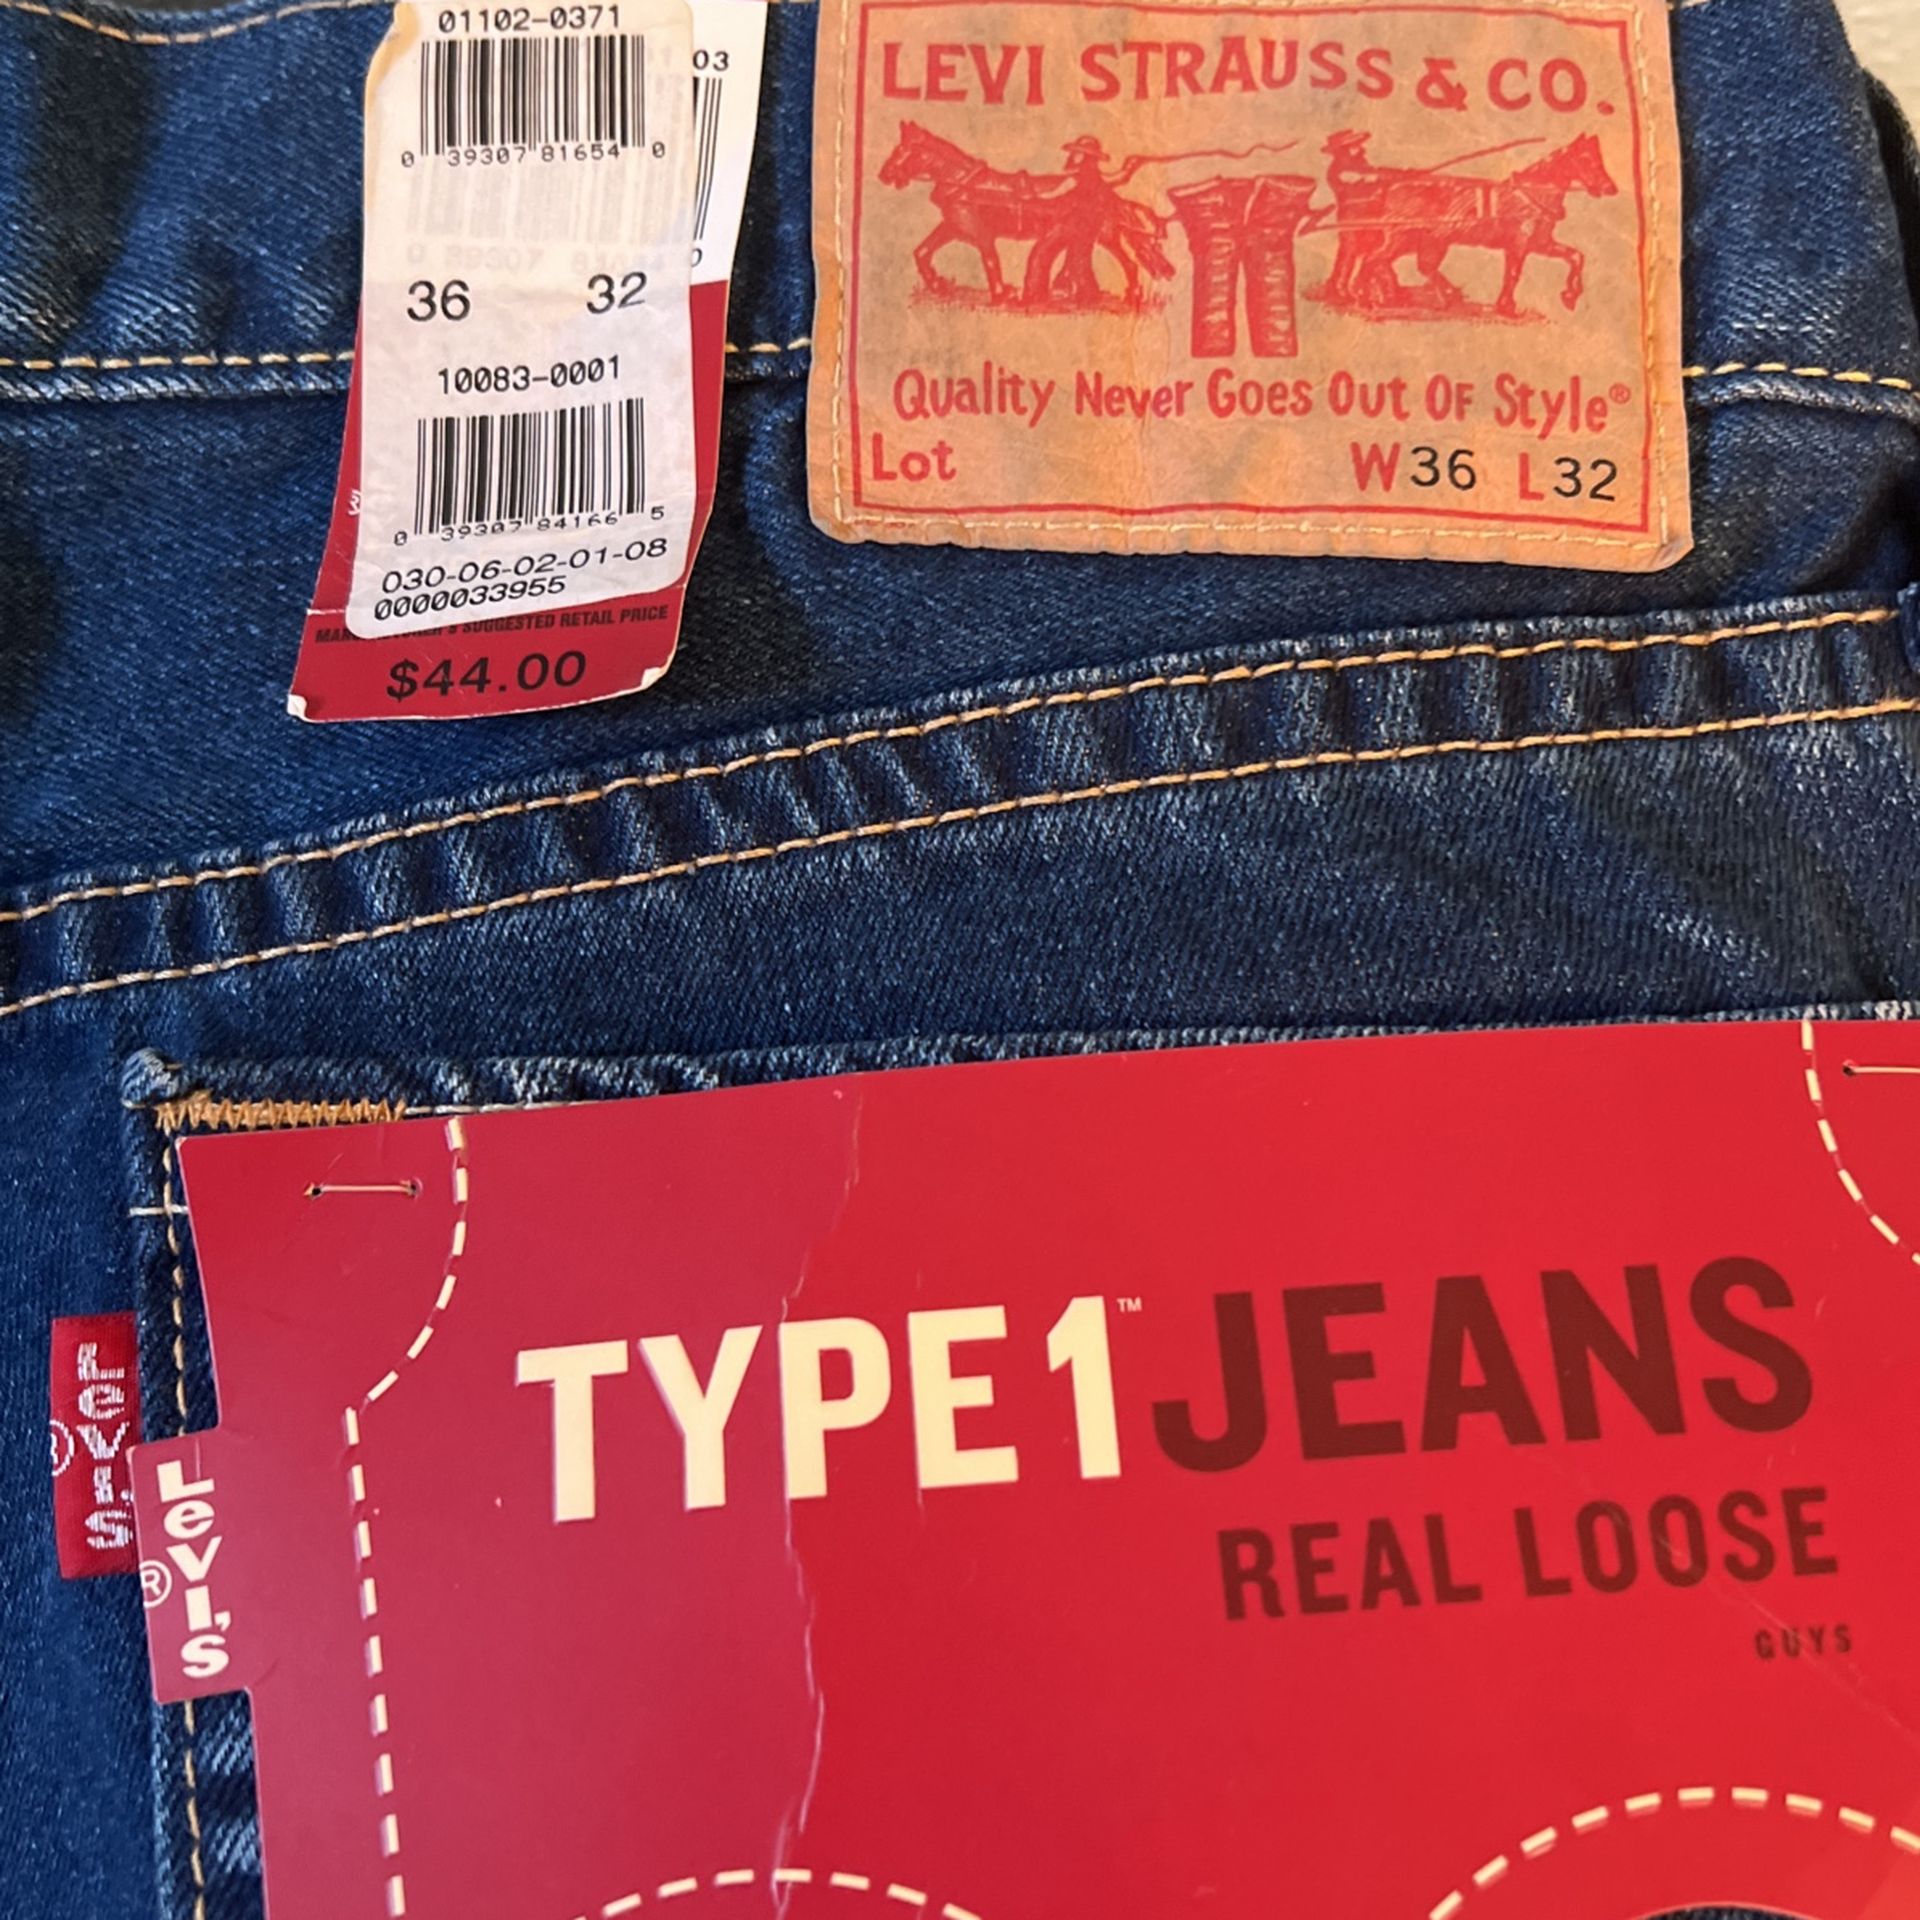 01102-0371
0 39307 81654 0
03
36 32
10083-0001
0 39307 84166 5
030-06-02-01-08
0000033955
SUGGESTED RETAIL PRICE
$44.00
LEVI STRAUSS & CO.
Quality Never Goes Out Of Style®
Lot W36 L32
Levi's
®
Levi's
®
TYPE 1™ JEANS
REAL LOOSE
GUYS